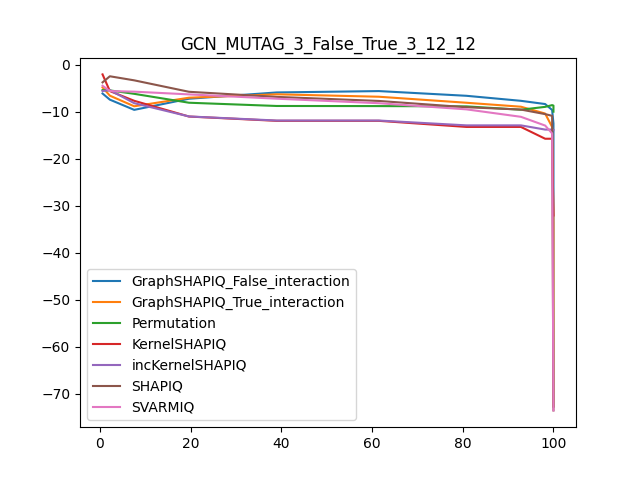 GCN_MUTAG_3_False_True_3_12_12
0
−10
−20
−30
−40
−50
−60
−70
GraphSHAPIQ_False_interaction
GraphSHAPIQ_True_interaction
Permutation
KernelSHAPIQ
incKernelSHAPIQ
SHAPIQ
SVARMIQ
0 20 40 60 80 100